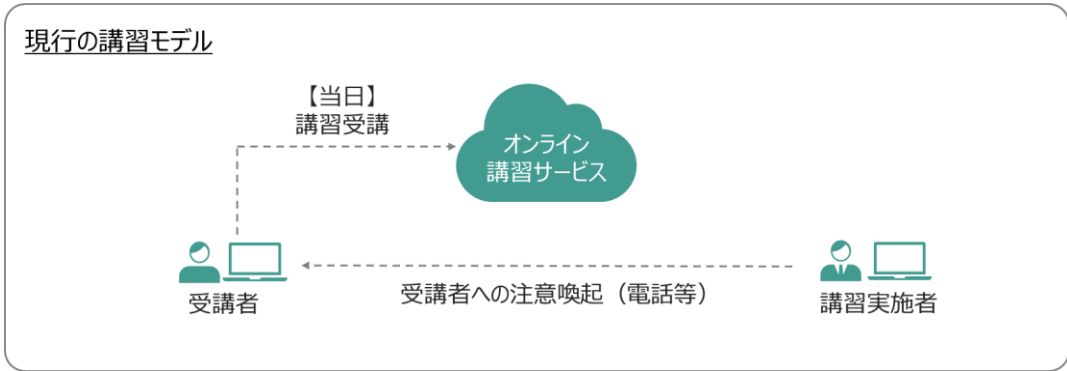 現行の講習モデル
【当日】
講習受講
オンライン
講習サービス
受講者
受講者への注意喚起（電話等）
講習実施者